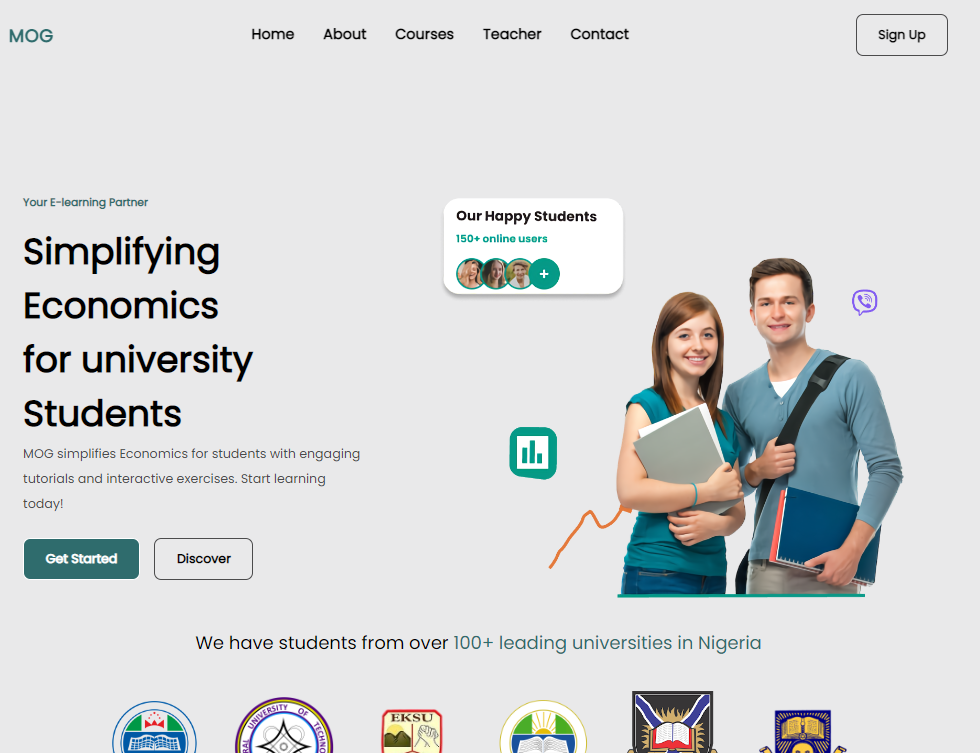 MOG
Home
About
Courses
Teacher
Contact
Sign Up
Your E-learning Partner
Simplifying
Economics
for university
Students
MOG simplifies Economics for students with engaging
tutorials and interactive exercises. Start learning
today!
Get Started
Discover
Our Happy Students
150+ online users
+
We have students from over 100+ leading universities in Nigeria
UNIVERSITY OF
EKSU